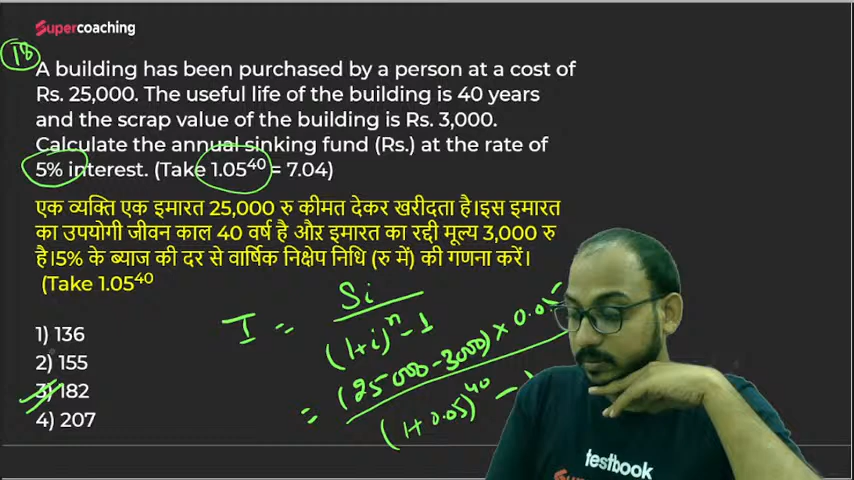 Supercoaching
18
A building has been purchased by a person at a cost of
Rs. 25,000. The useful life of the building is 40 years
and the scrap value of the building is Rs. 3,000.
Calculate the annual sinking fund (Rs.) at the rate of
5% interest. (Take 1.05⁴⁰ = 7.04)
एक व्यक्ति एक इमारत 25,000 रु कीमत देकर खरीदता है।इस इमारत
का उपयोगी जीवन काल 40 वर्ष है औऱ इमारत का रद्दी मूल्य 3,000 रु
है।5% के ब्याज की दर से वार्षिक निक्षेप निधि (रु में) की गणना करें।
(Take 1.05⁴⁰
1) 136
2) 155
3) 182
4) 207
I = Si
(1+i)ⁿ - 1
= (25000 - 3000) × 0.05
(1 + 0.05)⁴⁰ -
testbook